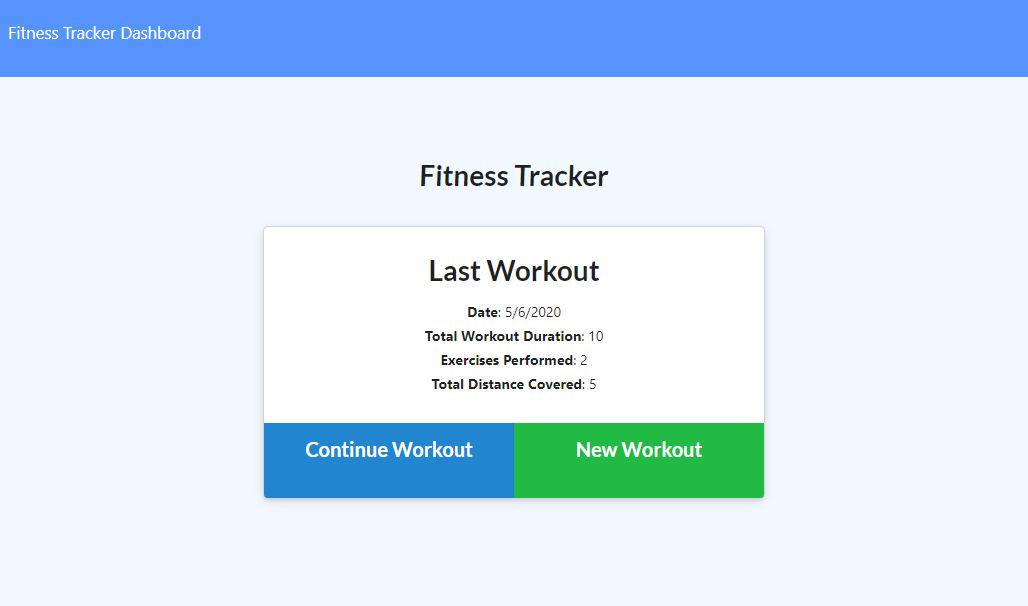 Fitness Tracker Dashboard
Fitness Tracker
Last Workout
Date: 5/6/2020
Total Workout Duration: 10
Exercises Performed: 2
Total Distance Covered: 5
Continue Workout
New Workout